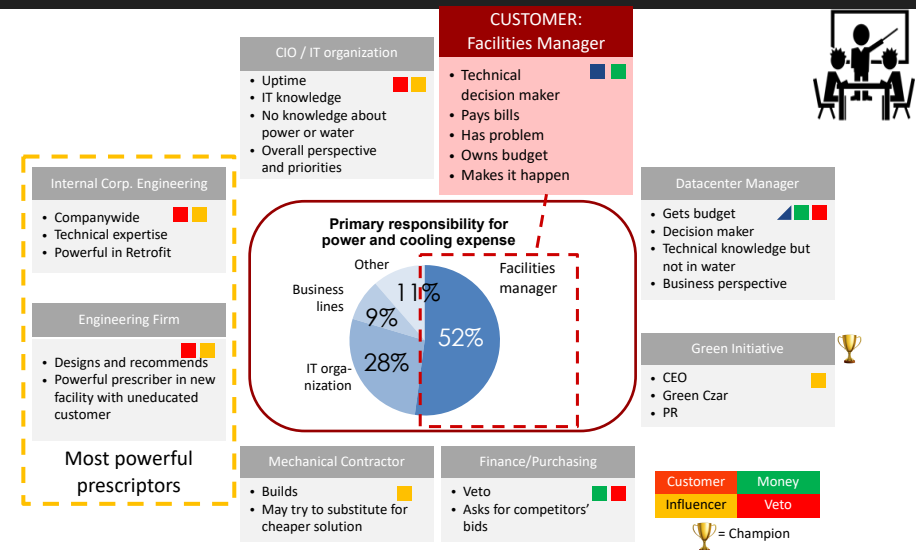 CUSTOMER:
Facilities Manager
• Technical
decision maker
• Pays bills
• Has problem
• Owns budget
• Makes it happen
CIO / IT organization
• Uptime
• IT knowledge
• No knowledge about
power or water
• Overall perspective
and priorities
Internal Corp. Engineering
• Companywide
• Technical expertise
• Powerful in Retrofit
Engineering Firm
• Designs and recommends
• Powerful prescriber in new
facility with uneducated
customer
Most powerful
prescriptors
Primary responsibility for
power and cooling expense
Other
11%
Business
lines
9%
IT orga-
nization
28%
52%
Facilities
manager
Datacenter Manager
• Gets budget
• Decision maker
• Technical knowledge but
not in water
• Business perspective
Green Initiative
• CEO
• Green Czar
• PR
Mechanical Contractor
• Builds
• May try to substitute for
cheaper solution
Finance/Purchasing
• Veto
• Asks for competitors’
bids
Customer
Money
Influencer
Veto
= Champion